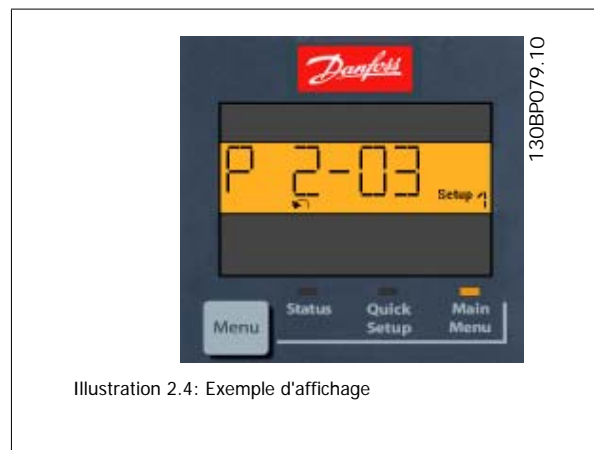 Danfoss
130BP079.10
P 2-03
Setup 1
Status
Quick Setup
Main Menu
Menu
Illustration 2.4: Exemple d'affichage